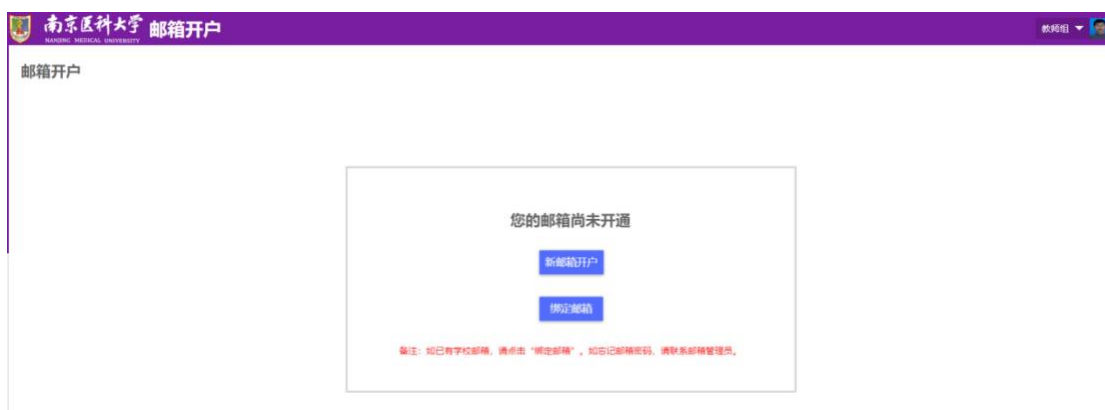 南京医科大学 邮箱开户
NANJING MEDICAL UNIVERSITY
教师组
邮箱开户
您的邮箱尚未开通
新邮箱开户
绑定邮箱
备注：如已有学校邮箱，请点击“绑定邮箱”。如忘记邮箱密码，请联系邮箱管理员。